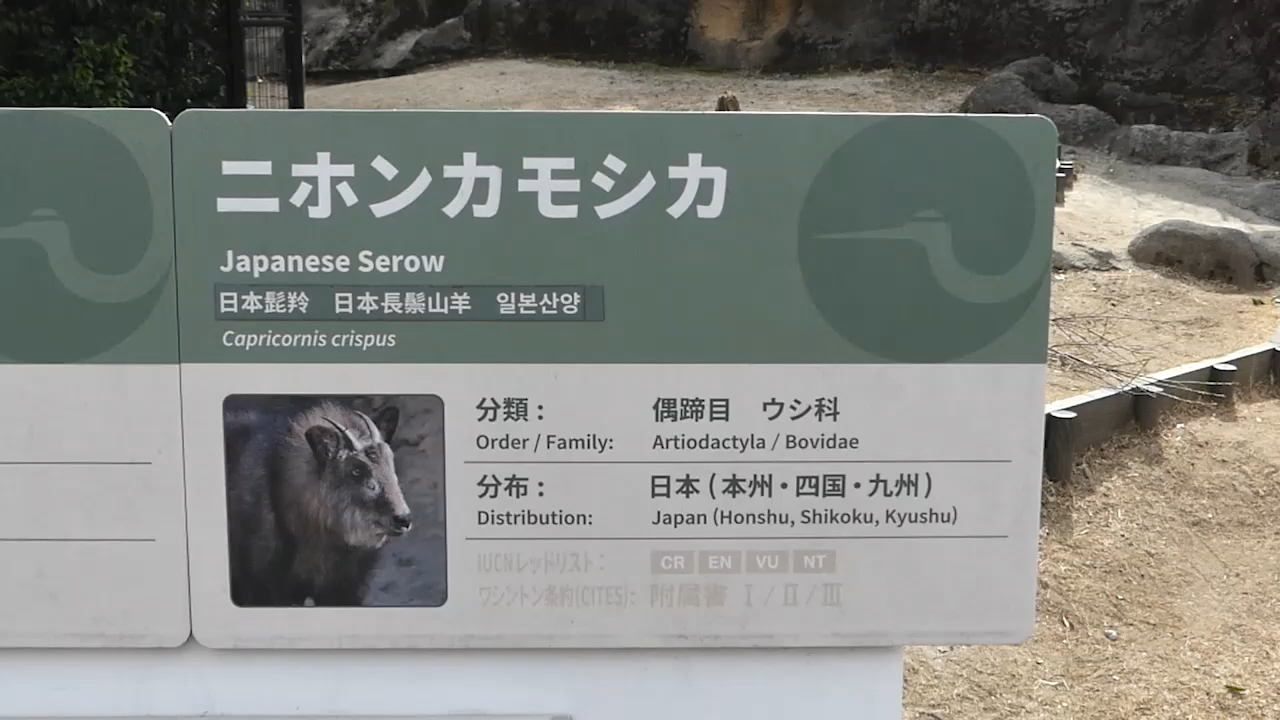 ニホンカモシカ
Japanese Serow
日本髭羚 日本長鬃山羊 일본산양
Capricornis crispus
分類： 偶蹄目 ウシ科
Order / Family: Artiodactyla / Bovidae
分布： 日本（本州・四国・九州）
Distribution: Japan (Honshu, Shikoku, Kyushu)
IUCNレッドリスト： CR EN VU NT
ワシントン条約(CITES): 附属書 Ⅰ/Ⅱ/Ⅲ